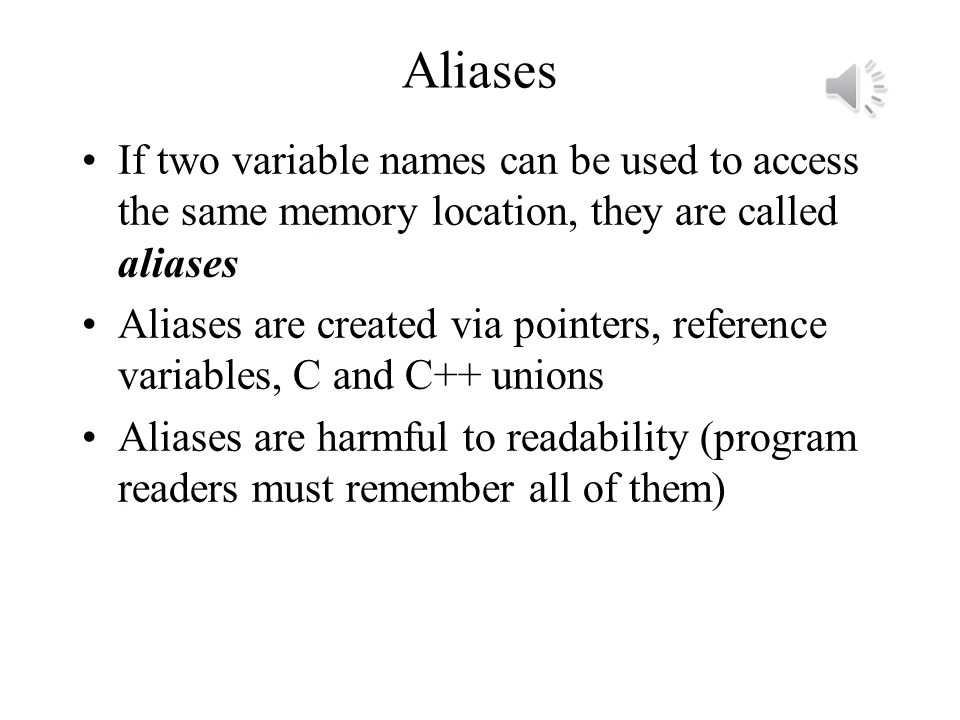 Aliases
• If two variable names can be used to access
the same memory location, they are called
aliases
• Aliases are created via pointers, reference
variables, C and C++ unions
• Aliases are harmful to readability (program
readers must remember all of them)